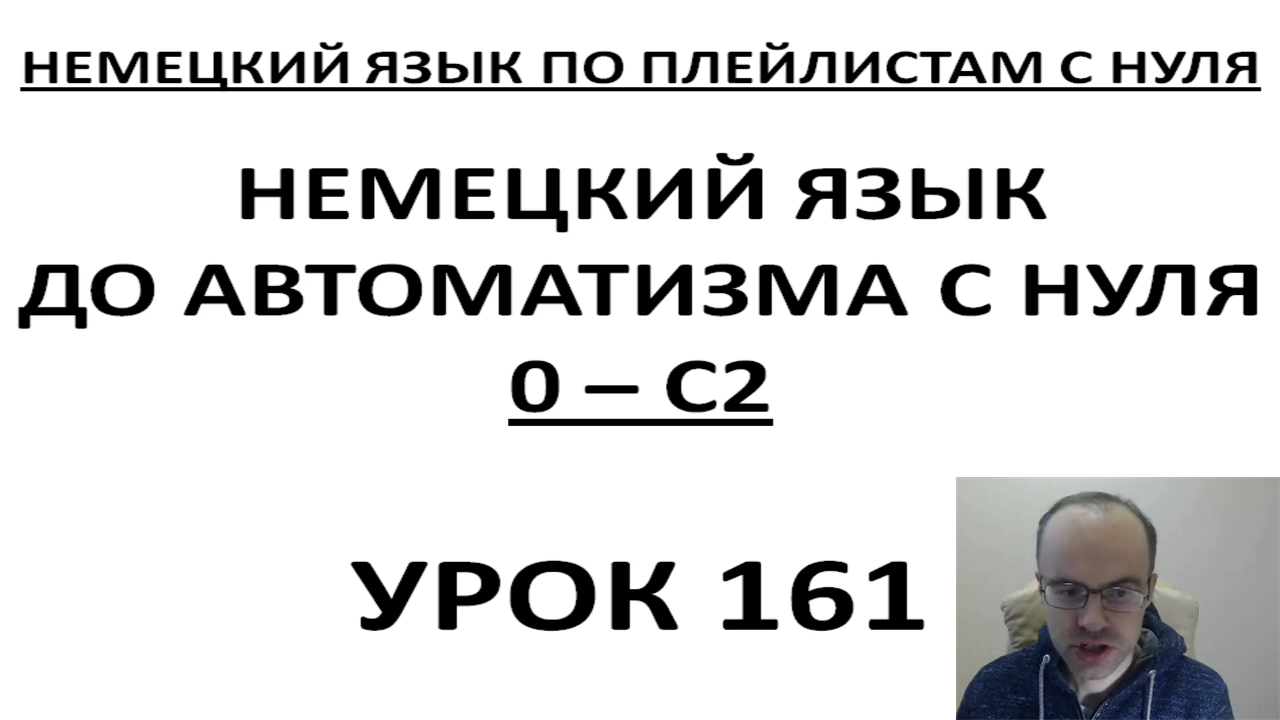 НЕМЕЦКИЙ ЯЗЫК ПО ПЛЕЙЛИСТАМ С НУЛЯ
НЕМЕЦКИЙ ЯЗЫК
ДО АВТОМАТИЗМА С НУЛЯ
0 – С2
УРОК 161